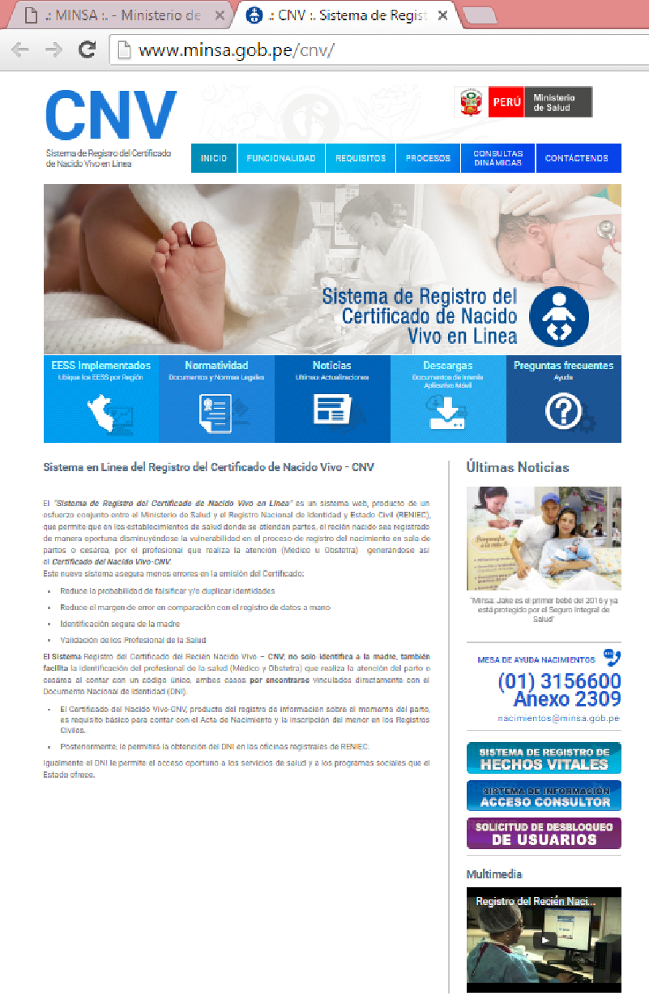 .: MINSA :. - Ministerio de
.: CNV :. Sistema de Regist
www.minsa.gob.pe/cnv/
CNV
Sistema de Registro del Certificado
de Nacido Vivo en Linea
PERÚ
Ministerio
de Salud
INICIO
FUNCIONALIDAD
REQUISITOS
PROCESOS
CONSULTAS
DINÁMICAS
CONTÁCTENOS
Sistema de Registro del
Certificado de Nacido
Vivo en Linea
EESS Implementados
Ubique los EESS por Región
Normatividad
Documentos y Normas Legales
Noticias
Ultimas Actualizaciones
Descargas
Documentos de Interés
Aplicativo Móvil
Preguntas frecuentes
Ayuda
Sistema en Linea del Registro del Certificado de Nacido Vivo - CNV
El "Sistema de Registro del Certificado de Nacido Vivo en Linea" es un sistema web, producto de un
esfuerzo conjunto entre el Ministerio de Salud y el Registro Nacional de Identidad y Estado Civil (RENIEC),
que permite que en los establecimientos de salud donde se atiendan partos, el recién nacido sea registrado
de manera oportuna disminuyéndose la vulnerabilidad en el proceso de registro del nacimiento en sala de
partos o cesárea, por el profesional que realiza la atención (Médico u Obstetra) generándose así
el Certificado del Nacido Vivo-CNV.
Este nuevo sistema asegura menos errores en la emisión del Certificado:
• Reduce la probabilidad de falsificar y/o duplicar identidades
• Reduce el margen de error en comparación con el registro de datos a mano
• Identificación segura de la madre
• Validación de los Profesional de la Salud
El Sistema Registro del Certificado del Recién Nacido Vivo – CNV, no solo identifica a la madre, también
facilita la identificación del profesional de la salud (Médico y Obstetra) que realiza la atención del parto o
cesárea al contar con un código único, ambos casos por encontrarse vinculados directamente con el
Documento Nacional de Identidad (DNI).
• El Certificado del Nacido Vivo-CNV, producto del registro de información sobre el momento del parto,
es requisito básico para contar con el Acta de Nacimiento y la inscripción del menor en los Registros
Civiles.
• Posteriormente, le permitirá la obtención del DNI en las oficinas registrales de RENIEC.
Igualmente el DNI le permite el acceso oportuno a los servicios de salud y a los programas sociales que el
Estado ofrece.
Últimas Noticias
"Minsa: Jake es el primer bebé del 2016 y ya
está protegido por el Seguro Integral de
Salud"
MESA DE AYUDA NACIMIENTOS
(01) 3156600
Anexo 2309
nacimientos@minsa.gob.pe
SISTEMA DE REGISTRO DE
HECHOS VITALES
SISTEMA DE INFORMACIÓN
ACCESO CONSULTOR
SOLICITUD DE DESBLOQUEO
DE USUARIOS
Multimedia
Registro del Recién Naci...